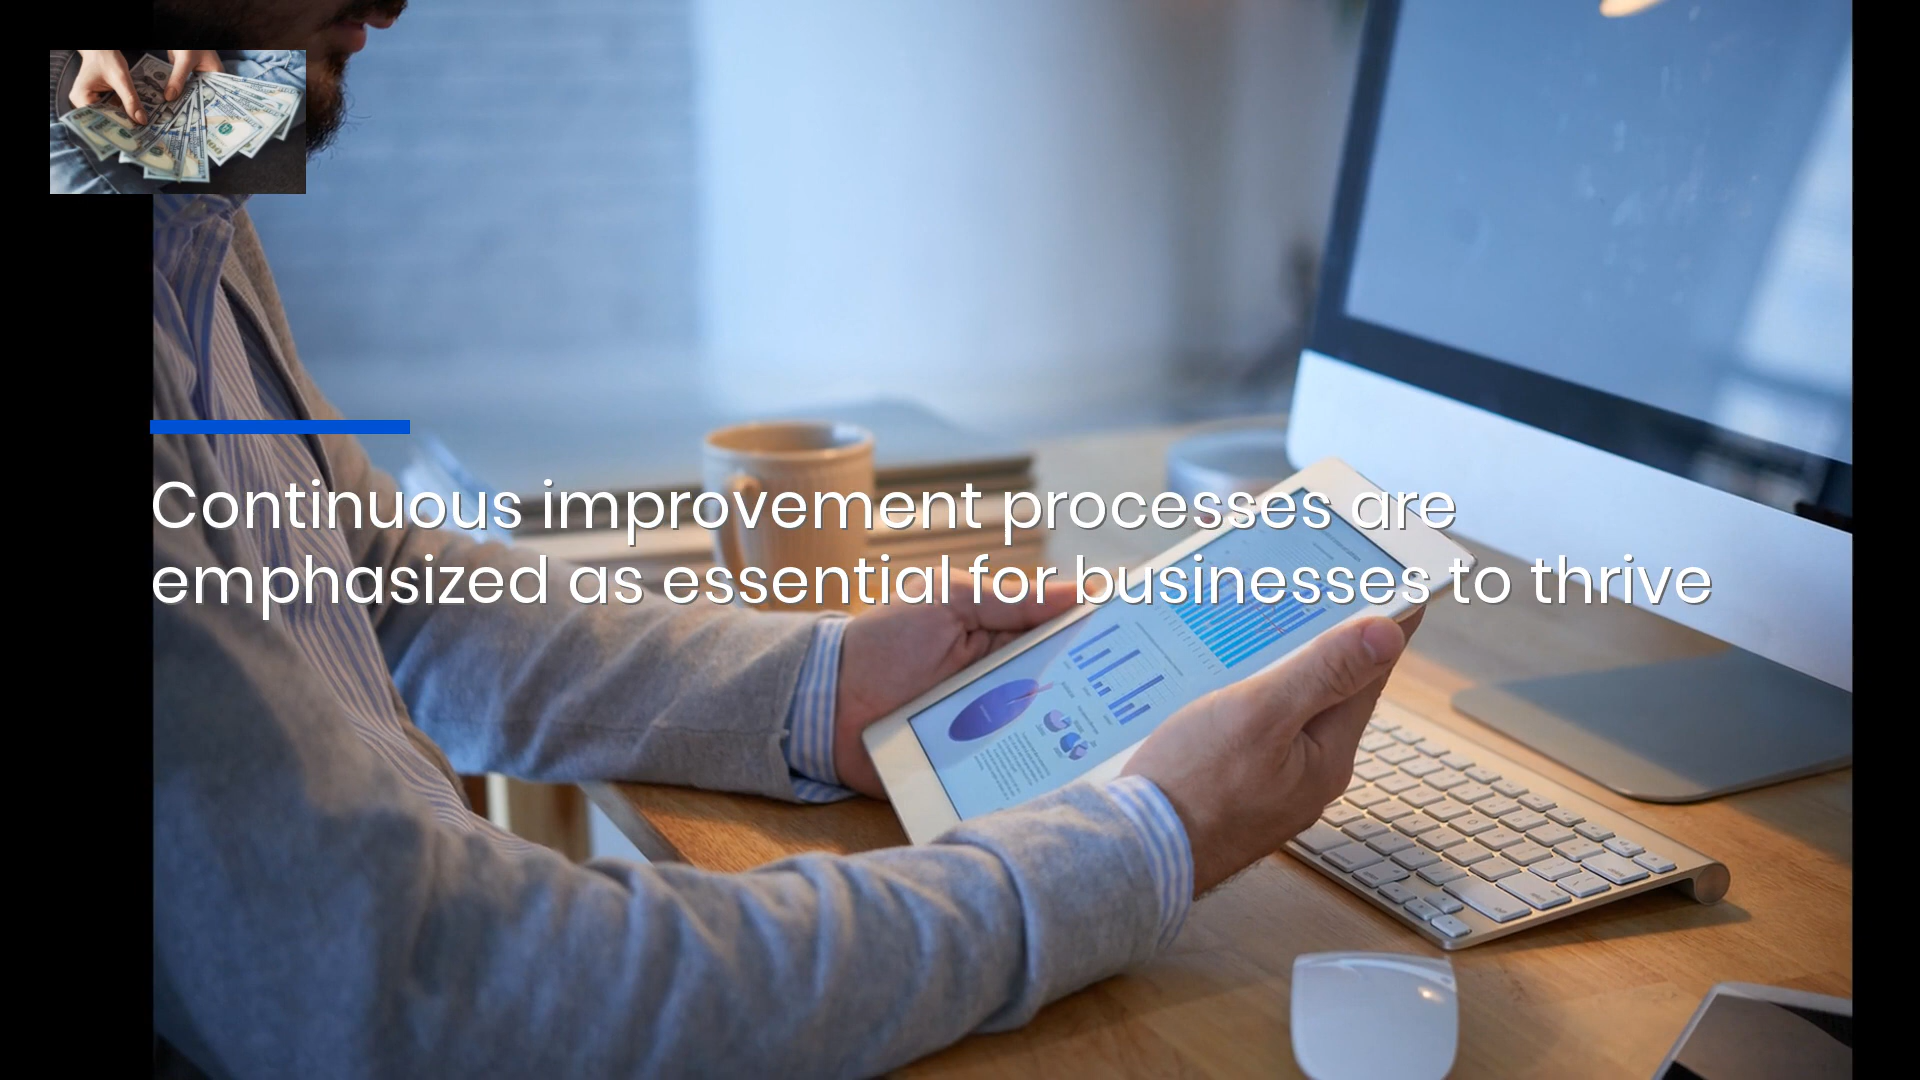 Continuous improvement processes are
emphasized as essential for businesses to thrive